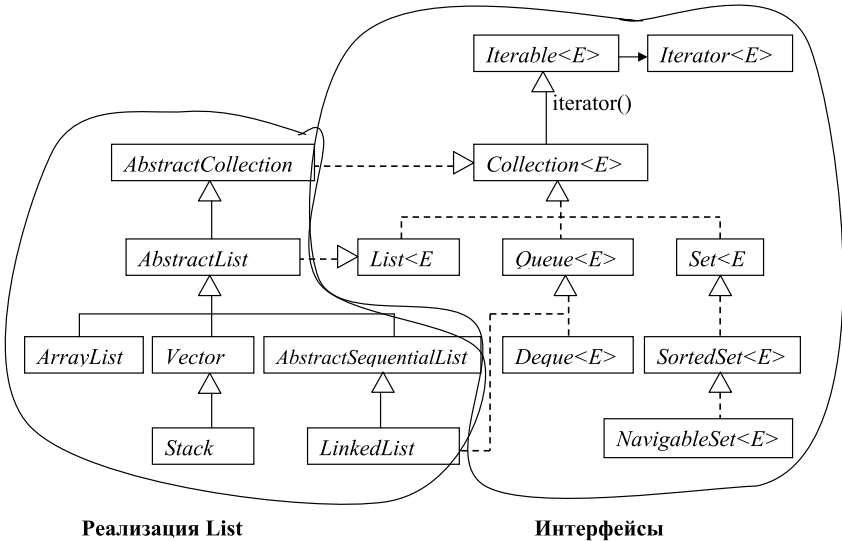 Iterable<E> Iterator<E>
iterator()
AbstractCollection Collection<E>
AbstractList List<E Queue<E> Set<E
ArrayList Vector AbstractSequentialList Deque<E> SortedSet<E>
Stack LinkedList NavigableSet<E>
Реализация List Интерфейсы